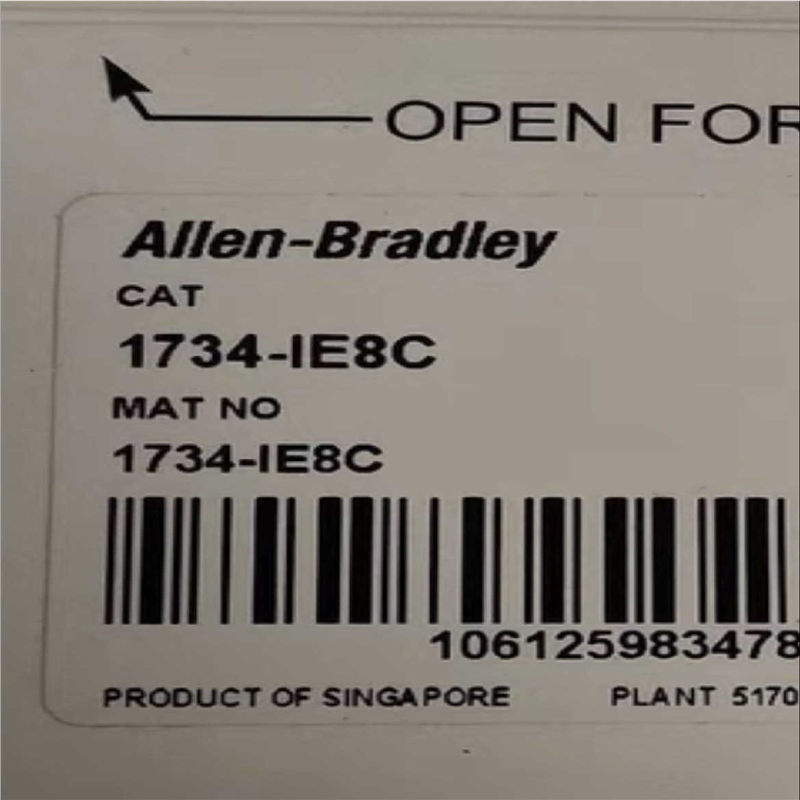 OPEN FOR
Allen-Bradley
CAT
1734-IE8C
MAT NO
1734-IE8C
106125983478
PRODUCT OF SINGAPORE PLANT 5170